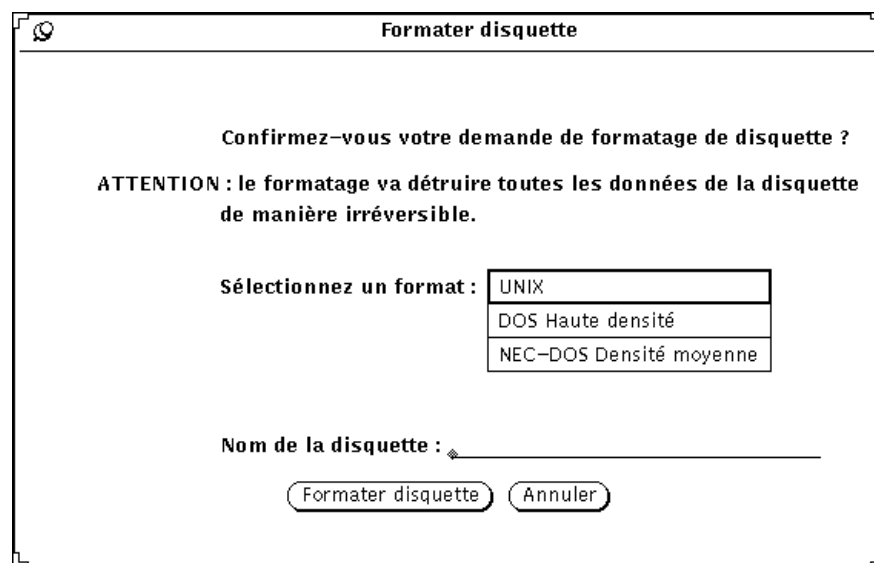 Formater disquette
Confirmez-vous votre demande de formatage de disquette ?
ATTENTION : le formatage va détruire toutes les données de la disquette
de manière irréversible.
Sélectionnez un format : UNIX
DOS Haute densité
NEC-DOS Densité moyenne
Nom de la disquette :
Formater disquette Annuler